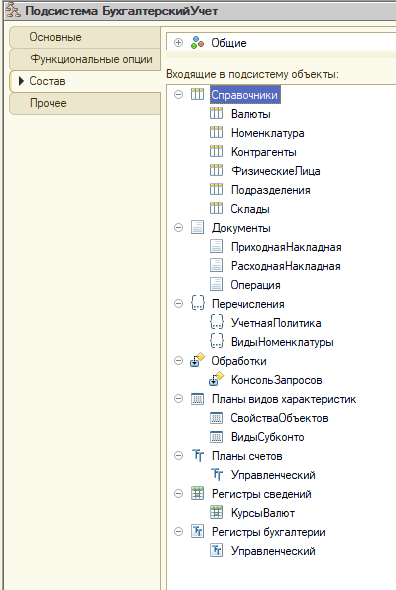 Подсистема БухгалтерскийУчет
Основные
Функциональные опции
Состав
Прочее
Общие
Входящие в подсистему объекты:
Справочники
Валюты
Номенклатура
Контрагенты
ФизическиеЛица
Подразделения
Склады
Документы
ПриходнаяНакладная
РасходнаяНакладная
Операция
Перечисления
УчетнаяПолитика
ВидыНоменклатуры
Обработки
КонсольЗапросов
Планы видов характеристик
СвойстваОбъектов
ВидыСубконто
Планы счетов
Управленческий
Регистры сведений
КурсыВалют
Регистры бухгалтерии
Управленческий